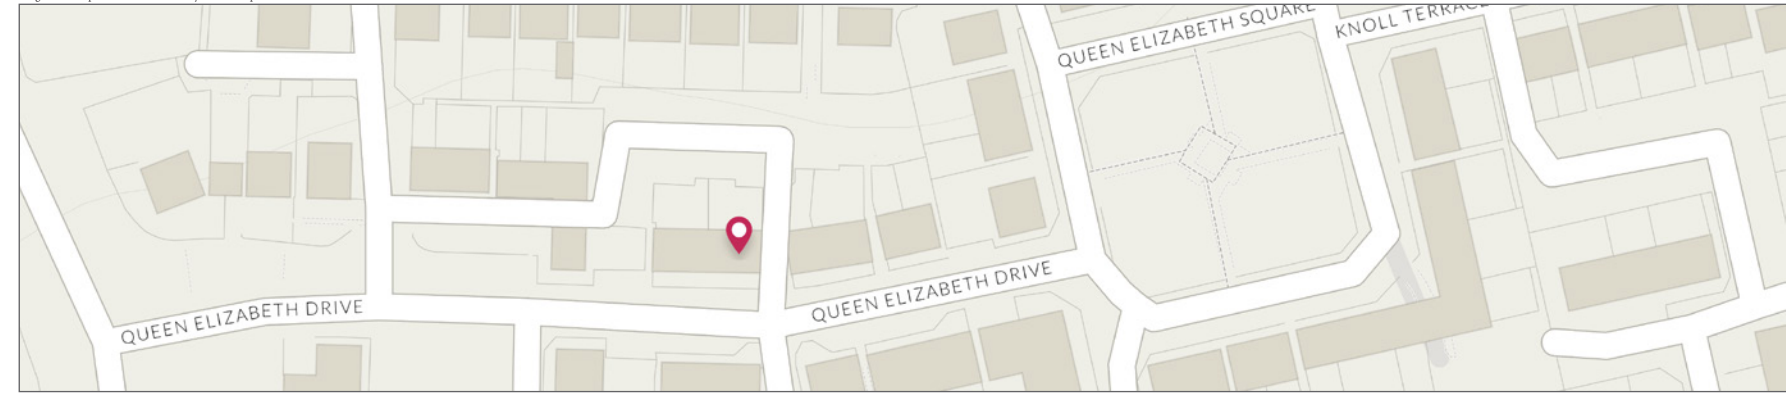 QUEEN ELIZABETH SQUARE
KNOLL TERRACE
QUEEN ELIZABETH DRIVE
QUEEN ELIZABETH DRIVE